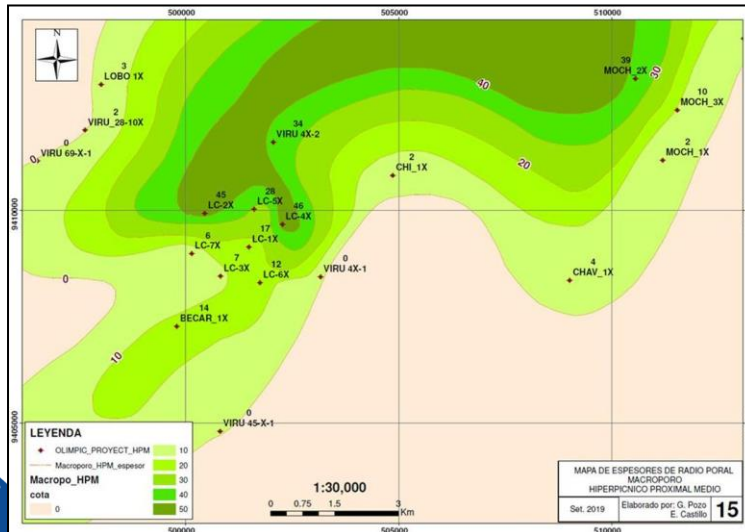 500000
505000
510000
N
3
LOBO 1X
2
VIRU_28-10X
0
VIRU 69-X-1
0
34
VIRU 4X-2
40
39
MOCH_2X
30
10
MOCH_3X
2
MOCH_1X
20
2
CHI_1X
45
LC-2X
28
LC-5X
46
LC-4X
17
LC-1X
6
LC-7X
7
LC-3X
12
LC-6X
0
VIRU 4X-1
4
CHAV_1X
0
14
BECAR_1X
10
0
VIRU 45-X-1
9410000
9410000
9405000
9405000
LEYENDA
OLIMPIC_PROYECT_HPM
Macroporo_HPM_espesor
Macropo_HPM
cota
0
10
20
30
40
50
1:30,000
0 0.75 1.5 3
Km
MAPA DE ESPESORES DE RADIO PORAL
MACROPORO
HIPERPICNICO PROXIMAL MEDIO
Set. 2019
Elaborado por: G. Pozo
E. Castillo
15
500000
505000
510000